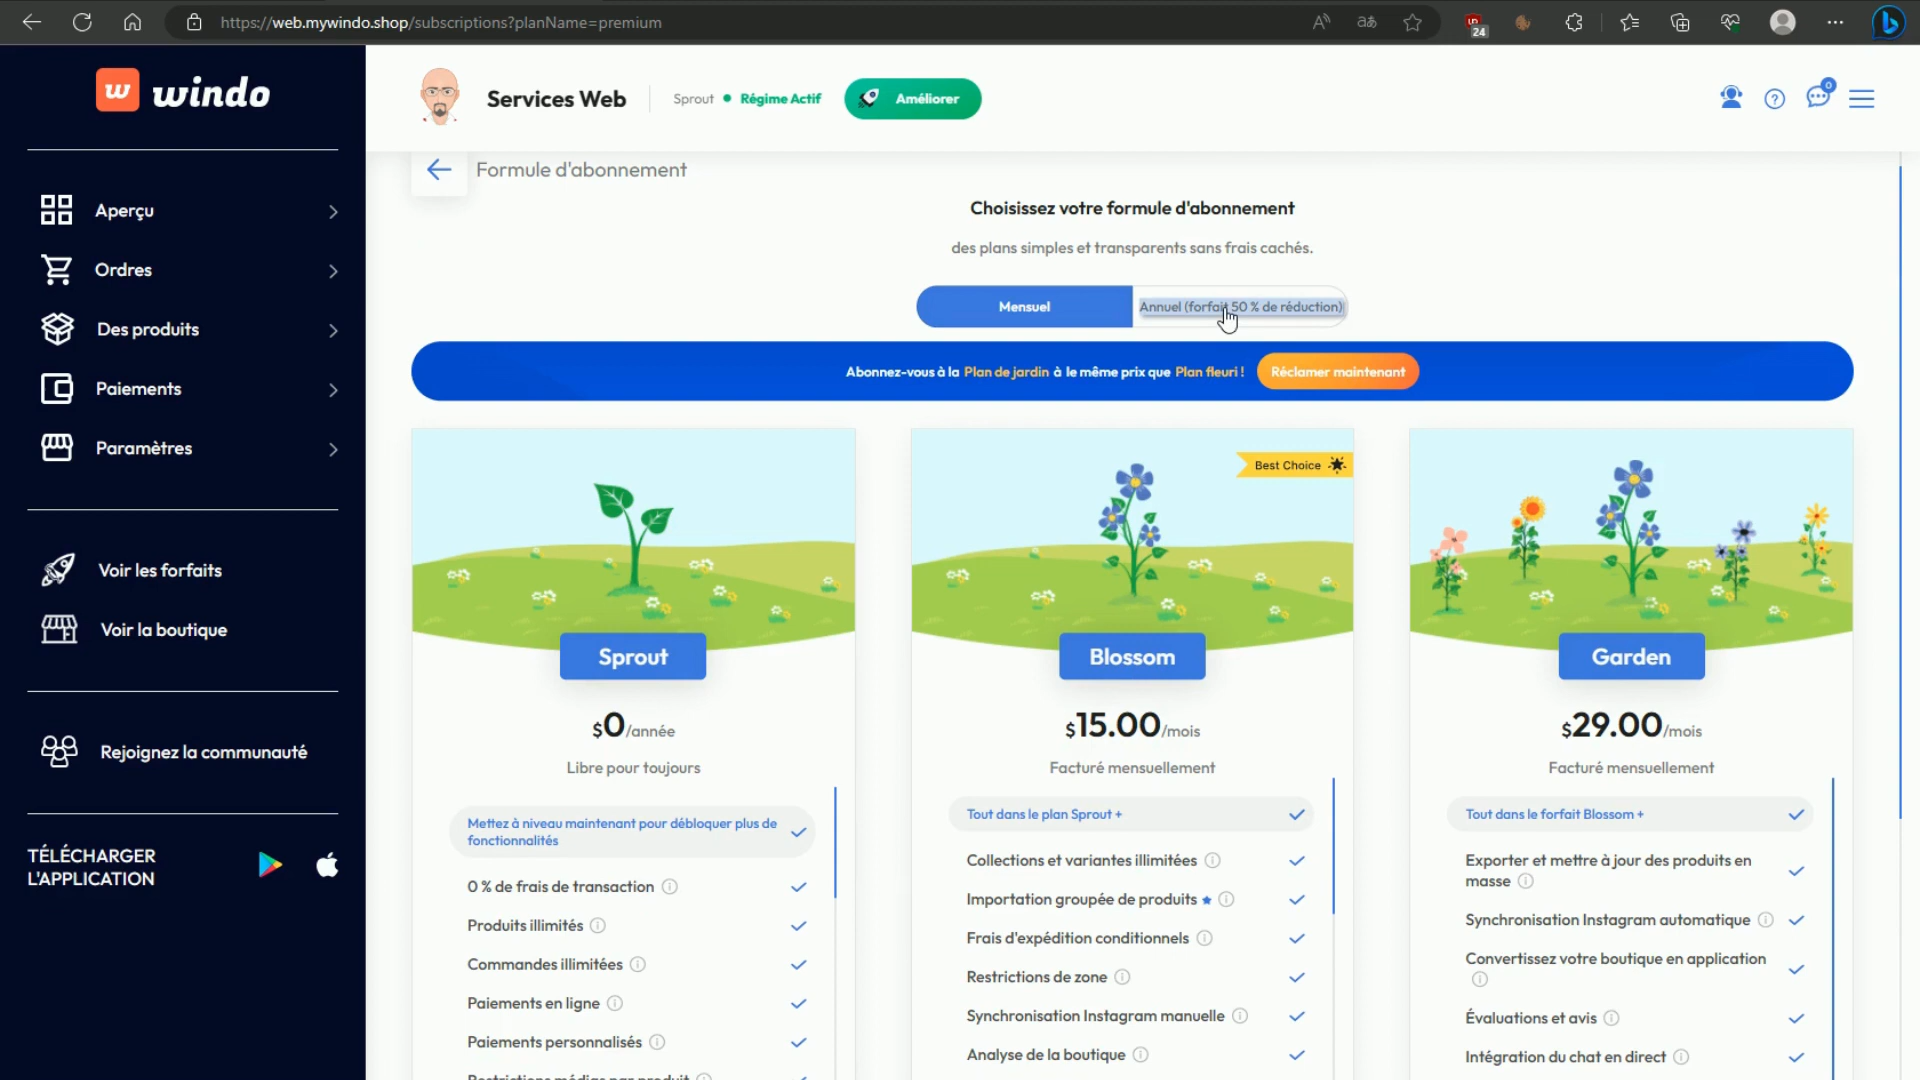 https://web.mywindo.shop/subscriptions?planName=premium
24
windo
Services Web
Sprout
Régime Actif
Améliorer
0
Aperçu
Ordres
Des produits
Paiements
Paramètres
Voir les forfaits
Voir la boutique
Rejoignez la communauté
TÉLÉCHARGER
L'APPLICATION
Formule d'abonnement
Choisissez votre formule d'abonnement
des plans simples et transparents sans frais cachés.
Mensuel
Annuel (forfait 50 % de réduction)
Abonnez-vous à la Plan de jardin à le même prix que Plan fleuri !
Réclamer maintenant
Sprout
$0/année
Libre pour toujours
Mettez à niveau maintenant pour débloquer plus de
fonctionnalités
0 % de frais de transaction
Produits illimités
Commandes illimitées
Paiements en ligne
Paiements personnalisés
Restrictions médias par produit
Best Choice
Blossom
$15.00/mois
Facturé mensuellement
Tout dans le plan Sprout +
Collections et variantes illimitées
Importation groupée de produits
Frais d'expédition conditionnels
Restrictions de zone
Synchronisation Instagram manuelle
Analyse de la boutique
Garden
$29.00/mois
Facturé mensuellement
Tout dans le forfait Blossom +
Exporter et mettre à jour des produits en
masse
Synchronisation Instagram automatique
Convertissez votre boutique en application
Évaluations et avis
Intégration du chat en direct